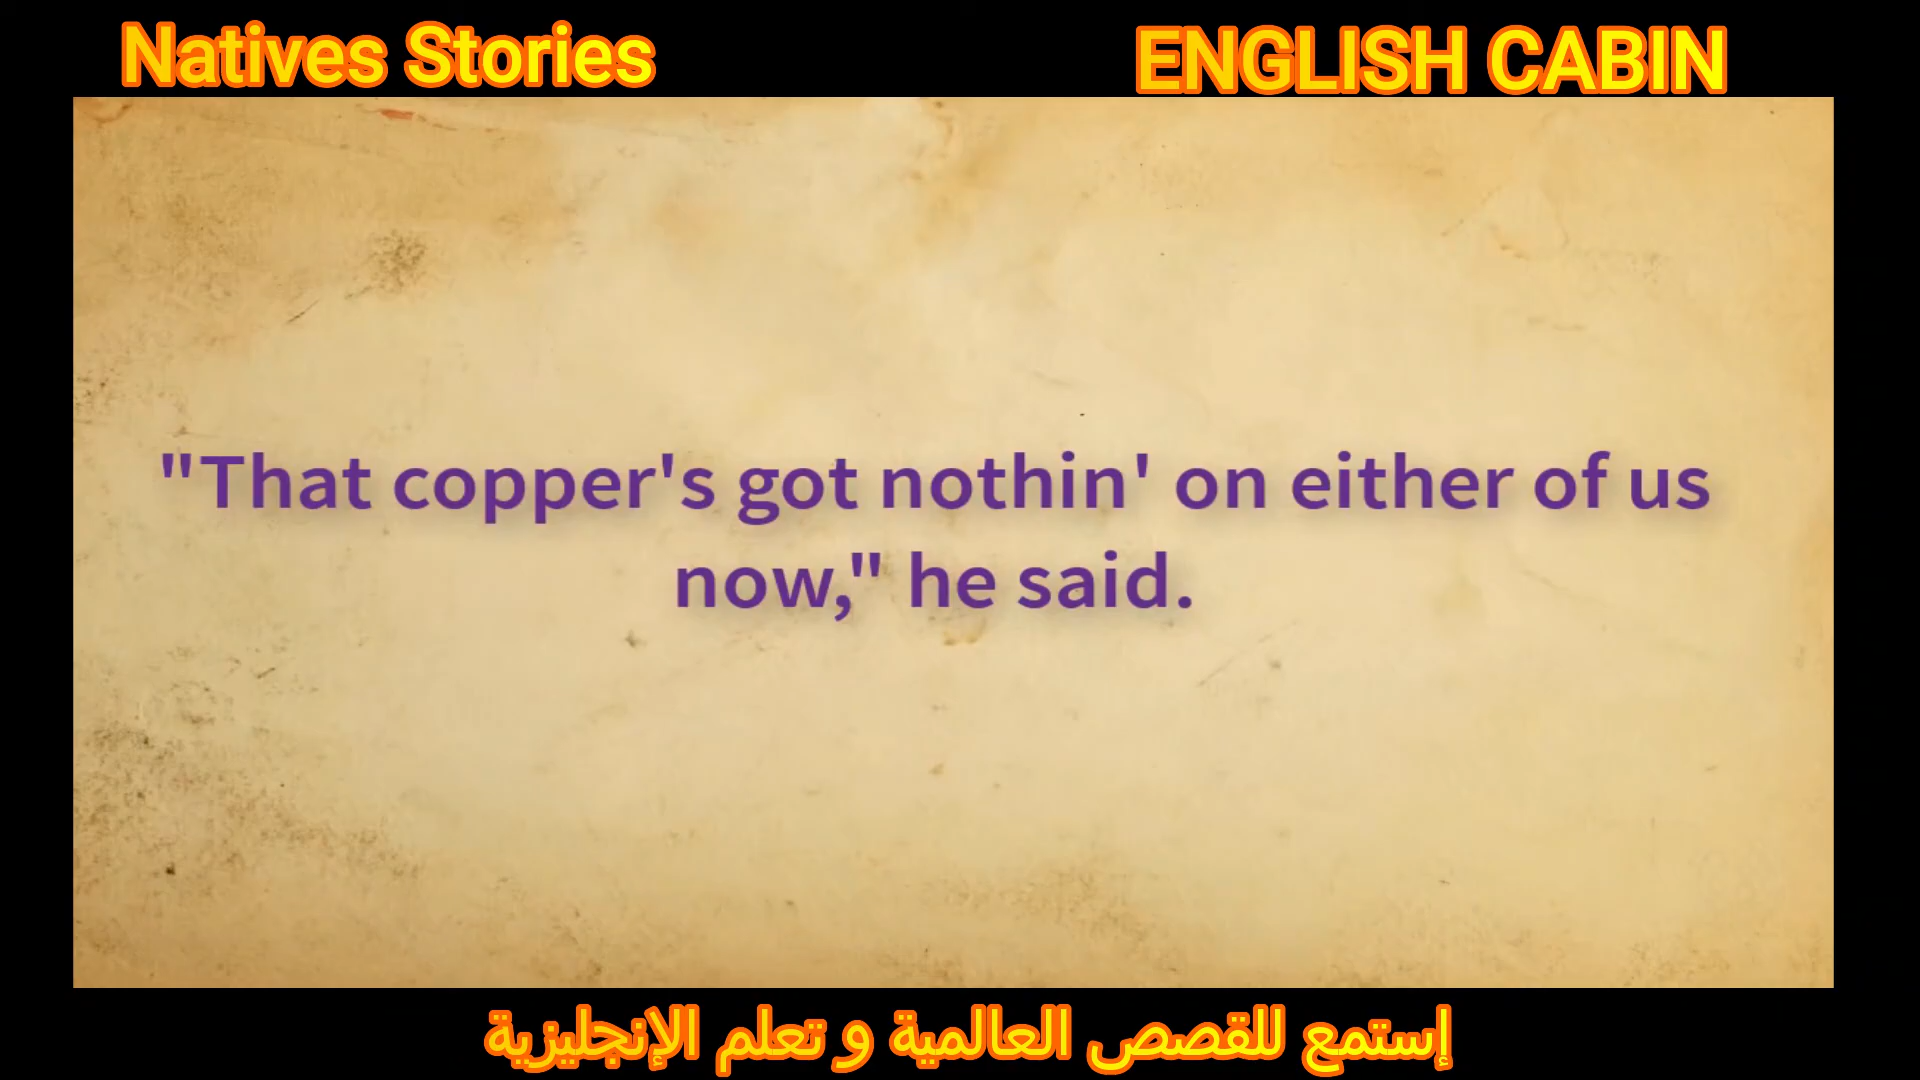 Natives Stories
ENGLISH CABIN
"That copper's got nothin' on either of us
now," he said.
إستمع للقصص العالمية و تعلم الإنجليزية